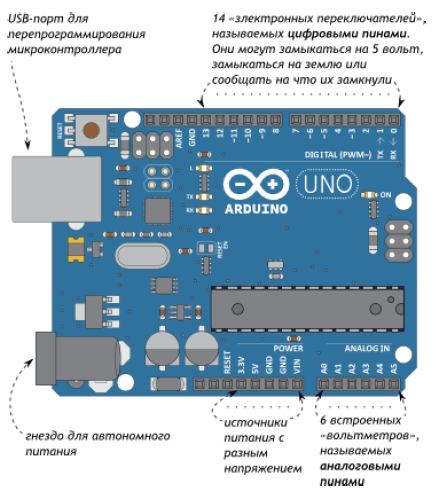 USB-порт для
перепрограммирования
микроконтроллера
14 «злектронных переключателей»,
называемых цифровыми пинами.
Они могут замыкаться на 5 вольт,
замыкаться на землю или
сообщать на что их замкнули
RESET
AREF
GND
13
12
~11
~10
~9
8
7
~6
~5
4
~3
2
TX → 1
RX ← 0
DIGITAL (PWM~)
L
TX
RX
ARDUINO
UNO
ON
RESET
EN
POWER
ANALOG IN
RESET
3.3V
5V
GND
GND
VIN
A0
A1
A2
A3
A4
A5
гнездо для автономного
питания
источники
питания с
разным
напряжением
6 встроенных
«вольтметров»,
называемых
аналоговыми
пинами